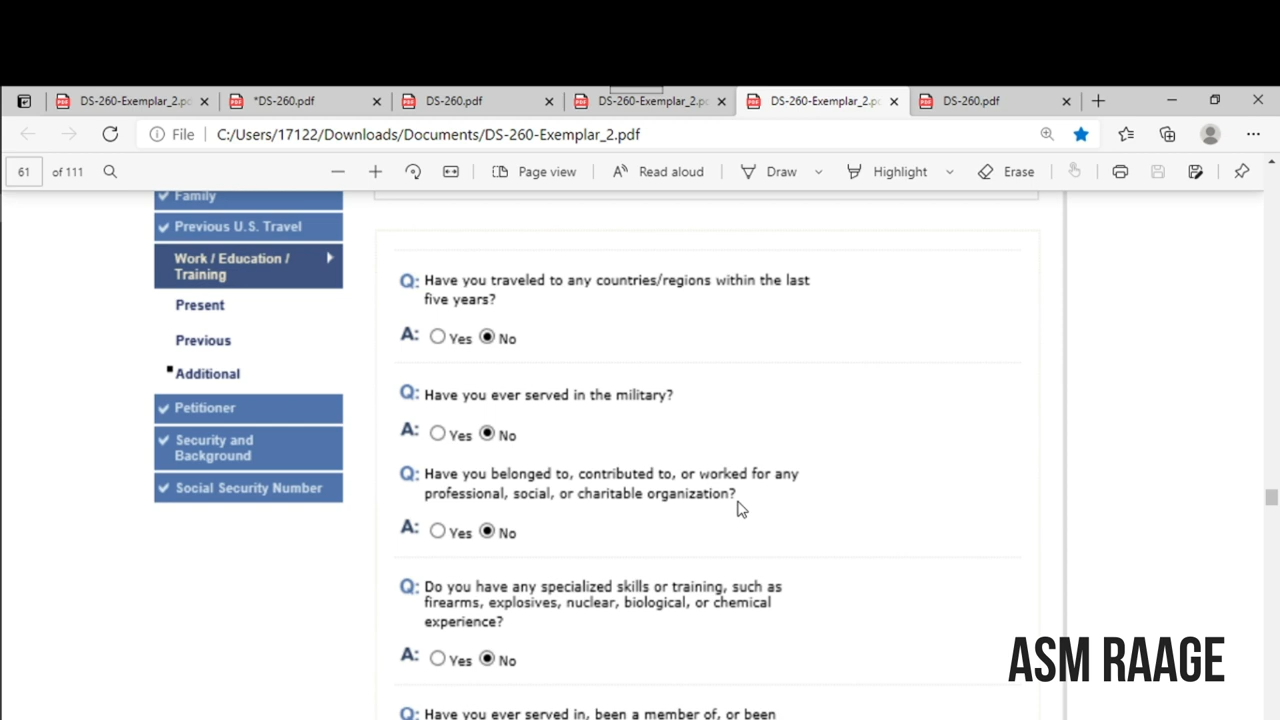 DS-260-Exemplar_2.pd
*DS-260.pdf
DS-260.pdf
DS-260-Exemplar_2.pd
DS-260-Exemplar_2.pd
DS-260.pdf
File
C:/Users/17122/Downloads/Documents/DS-260-Exemplar_2.pdf
61 of 111
Page view
Read aloud
Draw
Highlight
Erase
Family
Previous U.S. Travel
Work / Education /
Training
Present
Previous
Additional
Petitioner
Security and
Background
Social Security Number
Q: Have you traveled to any countries/regions within the last
five years?
A: Yes No
Q: Have you ever served in the military?
A: Yes No
Q: Have you belonged to, contributed to, or worked for any
professional, social, or charitable organization?
A: Yes No
Q: Do you have any specialized skills or training, such as
firearms, explosives, nuclear, biological, or chemical
experience?
A: Yes No
Q: Have you ever served in, been a member of, or been
ASM RAAGE